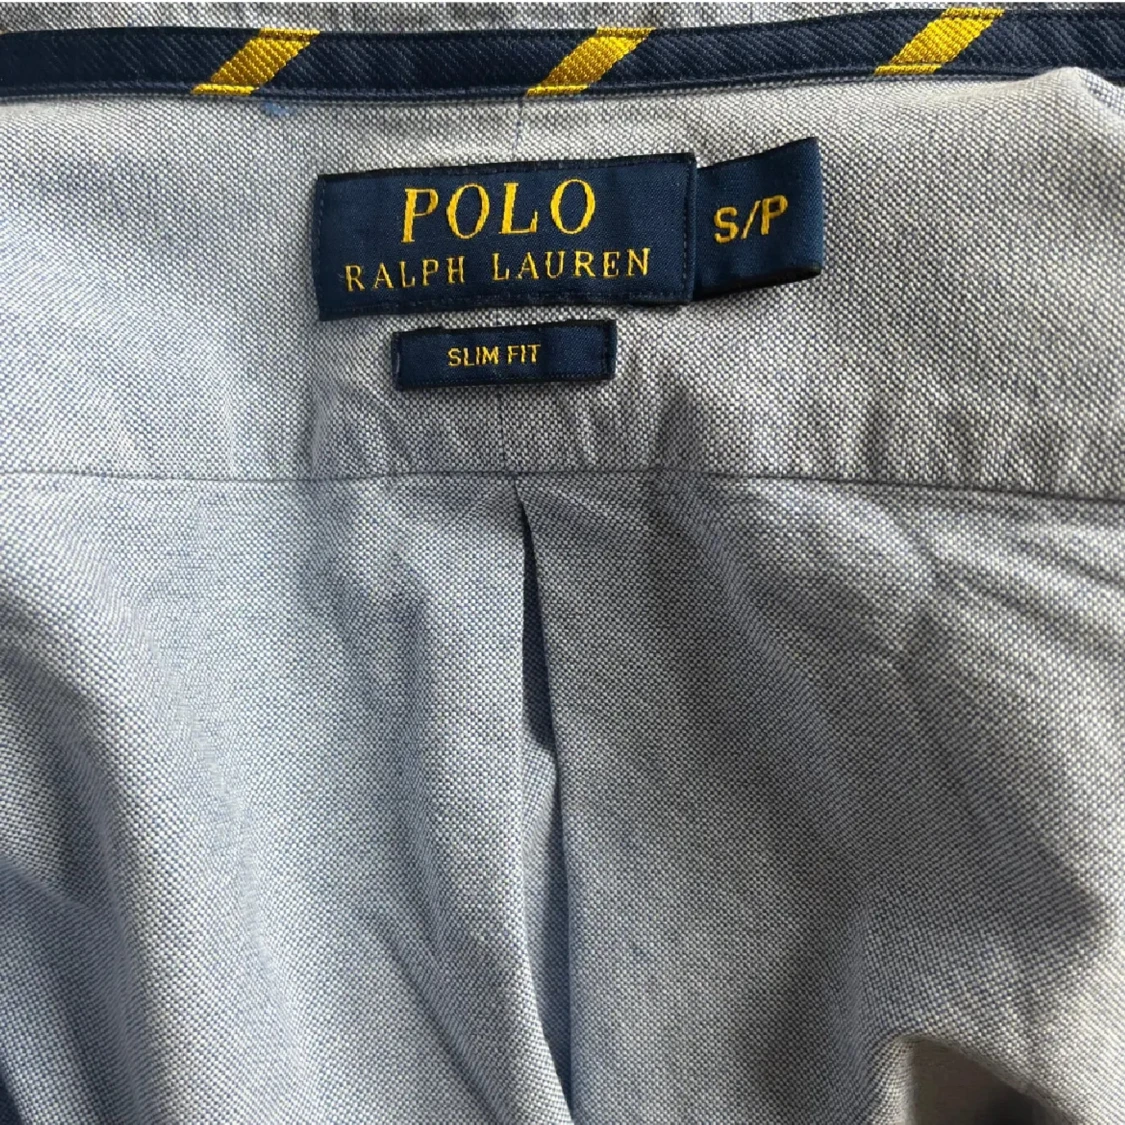 POLO
RALPH LAUREN
S/P
SLIM FIT